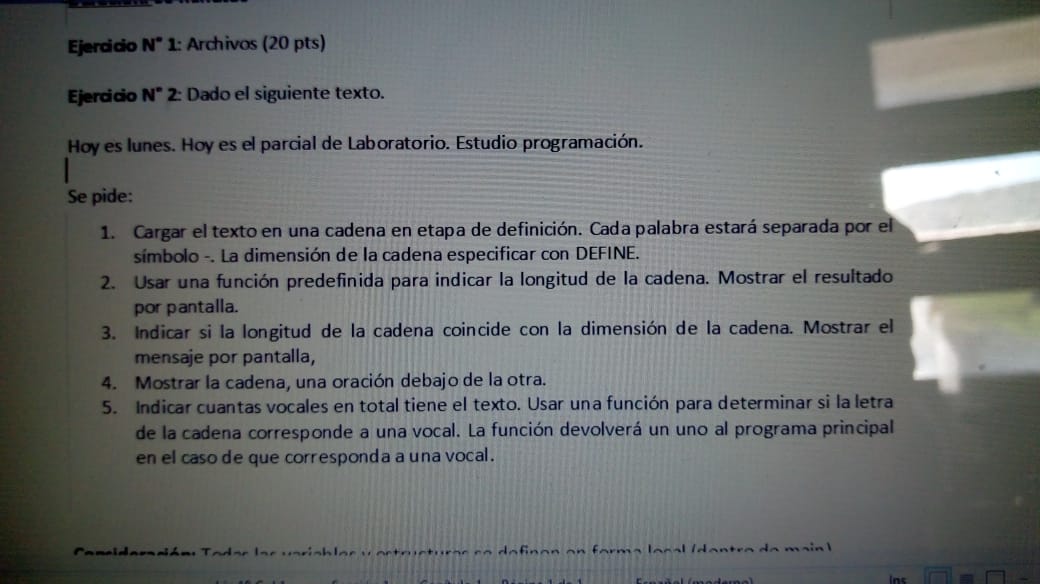 Ejercicio N° 1: Archivos (20 pts)
Ejercicio N° 2: Dado el siguiente texto.
Hoy es lunes. Hoy es el parcial de Laboratorio. Estudio programación.
Se pide:
1. Cargar el texto en una cadena en etapa de definición. Cada palabra estará separada por el
símbolo -. La dimensión de la cadena especificar con DEFINE.
2. Usar una función predefinida para indicar la longitud de la cadena. Mostrar el resultado
por pantalla.
3. Indicar si la longitud de la cadena coincide con la dimensión de la cadena. Mostrar el
mensaje por pantalla,
4. Mostrar la cadena, una oración debajo de la otra.
5. Indicar cuantas vocales en total tiene el texto. Usar una función para determinar si la letra
de la cadena corresponde a una vocal. La función devolverá un uno al programa principal
en el caso de que corresponda a una vocal.
Consideración: Todas las variables y estructuras se definen en forma local (dentro de main)
Página 1 de 1 Español (moderno) Ins